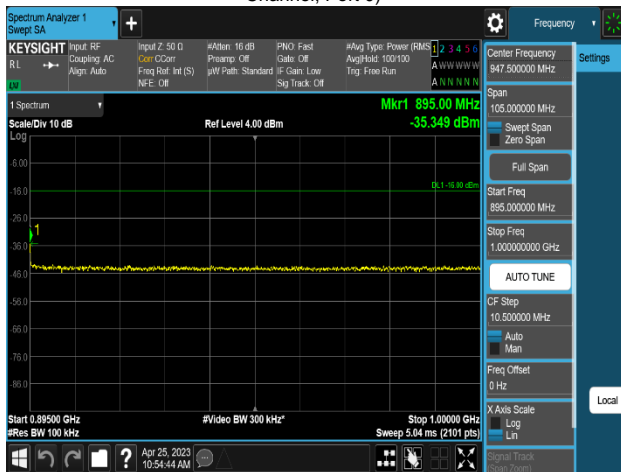 Channel, Port 0)
Spectrum Analyzer 1
Swept SA
+
Frequency
KEYSIGHT
RL
Input: RF
Coupling: AC
Align: Auto
Input Z: 50 Ω
Corr CCorr
Freq Ref: Int (S)
NFE: Off
#Atten: 16 dB
Preamp: Off
µW Path: Standard
PNO: Fast
Gate: Off
IF Gain: Low
Sig Track: Off
#Avg Type: Power (RMS
Avg|Hold: 100/100
Trig: Free Run
1 2 3 4 5 6
A W W W W W
A N N N N N
1 Spectrum
Scale/Div 10 dB
Log
Ref Level 4.00 dBm
Mkr1 895.00 MHz
-35.349 dBm
DL1 -16.00 dBm
1
-6.00
-16.0
-26.0
-36.0
-46.0
-56.0
-66.0
-76.0
-86.0
Start 0.89500 GHz
#Res BW 100 kHz
#Video BW 300 kHz*
Stop 1.00000 GHz
Sweep 5.04 ms (2101 pts)
Apr 25, 2023
10:54:44 AM
?
Center Frequency
947.500000 MHz
Settings
Span
105.000000 MHz
Swept Span
Zero Span
Full Span
Start Freq
895.000000 MHz
Stop Freq
1.000000000 GHz
AUTO TUNE
CF Step
10.500000 MHz
Auto
Man
Freq Offset
0 Hz
X Axis Scale
Log
Lin
Local
Signal Track
(Span Zoom)